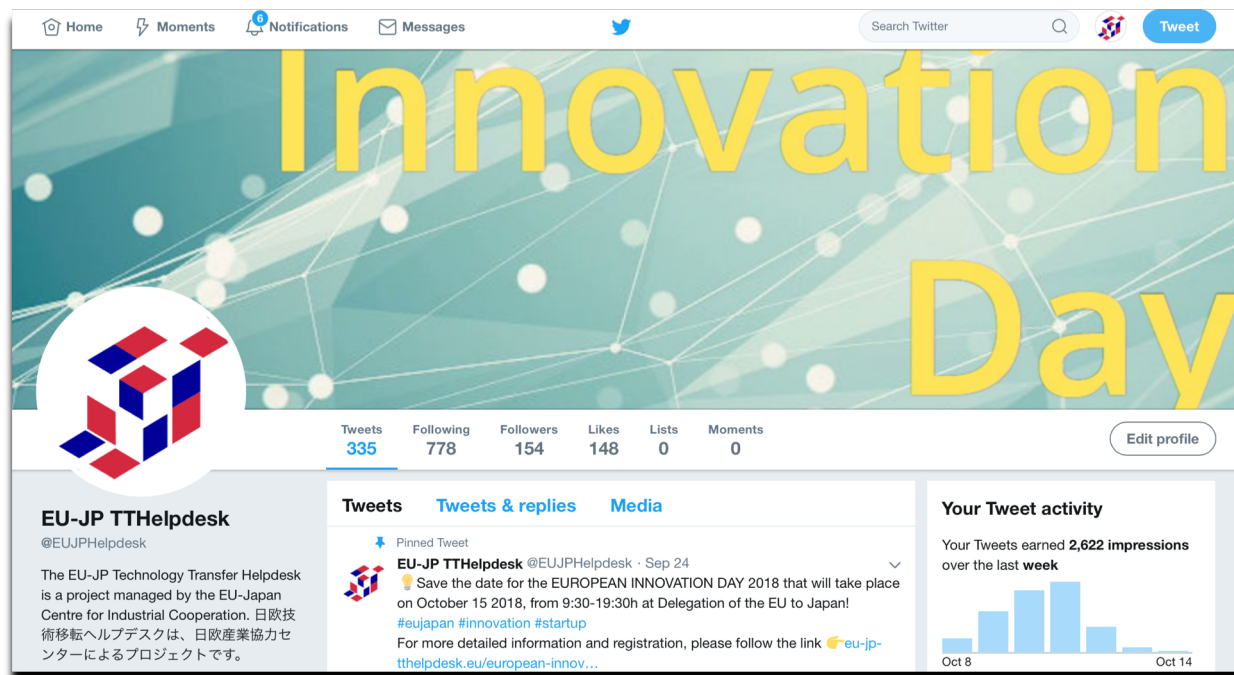 Home
Moments
6
Notifications
Messages
Search Twitter
Tweet
Innovation
Day
Tweets
335
Following
778
Followers
154
Likes
148
Lists
0
Moments
0
Edit profile
EU-JP TTHelpdesk
@EUJPHelpdesk
The EU-JP Technology Transfer Helpdesk
is a project managed by the EU-Japan
Centre for Industrial Cooperation. 日欧技
術移転ヘルプデスクは、日欧産業協力セ
ンターによるプロジェクトです。
Tweets
Tweets & replies
Media
Pinned Tweet
EU-JP TTHelpdesk @EUJPHelpdesk · Sep 24
💡Save the date for the EUROPEAN INNOVATION DAY 2018 that will take place
on October 15 2018, from 9:30-19:30h at Delegation of the EU to Japan!
#eujapan #innovation #startup
For more detailed information and registration, please follow the link 👉eu-jp-
tthelpdesk.eu/european-innov…
Your Tweet activity
Your Tweets earned 2,622 impressions
over the last week
Oct 8
Oct 14